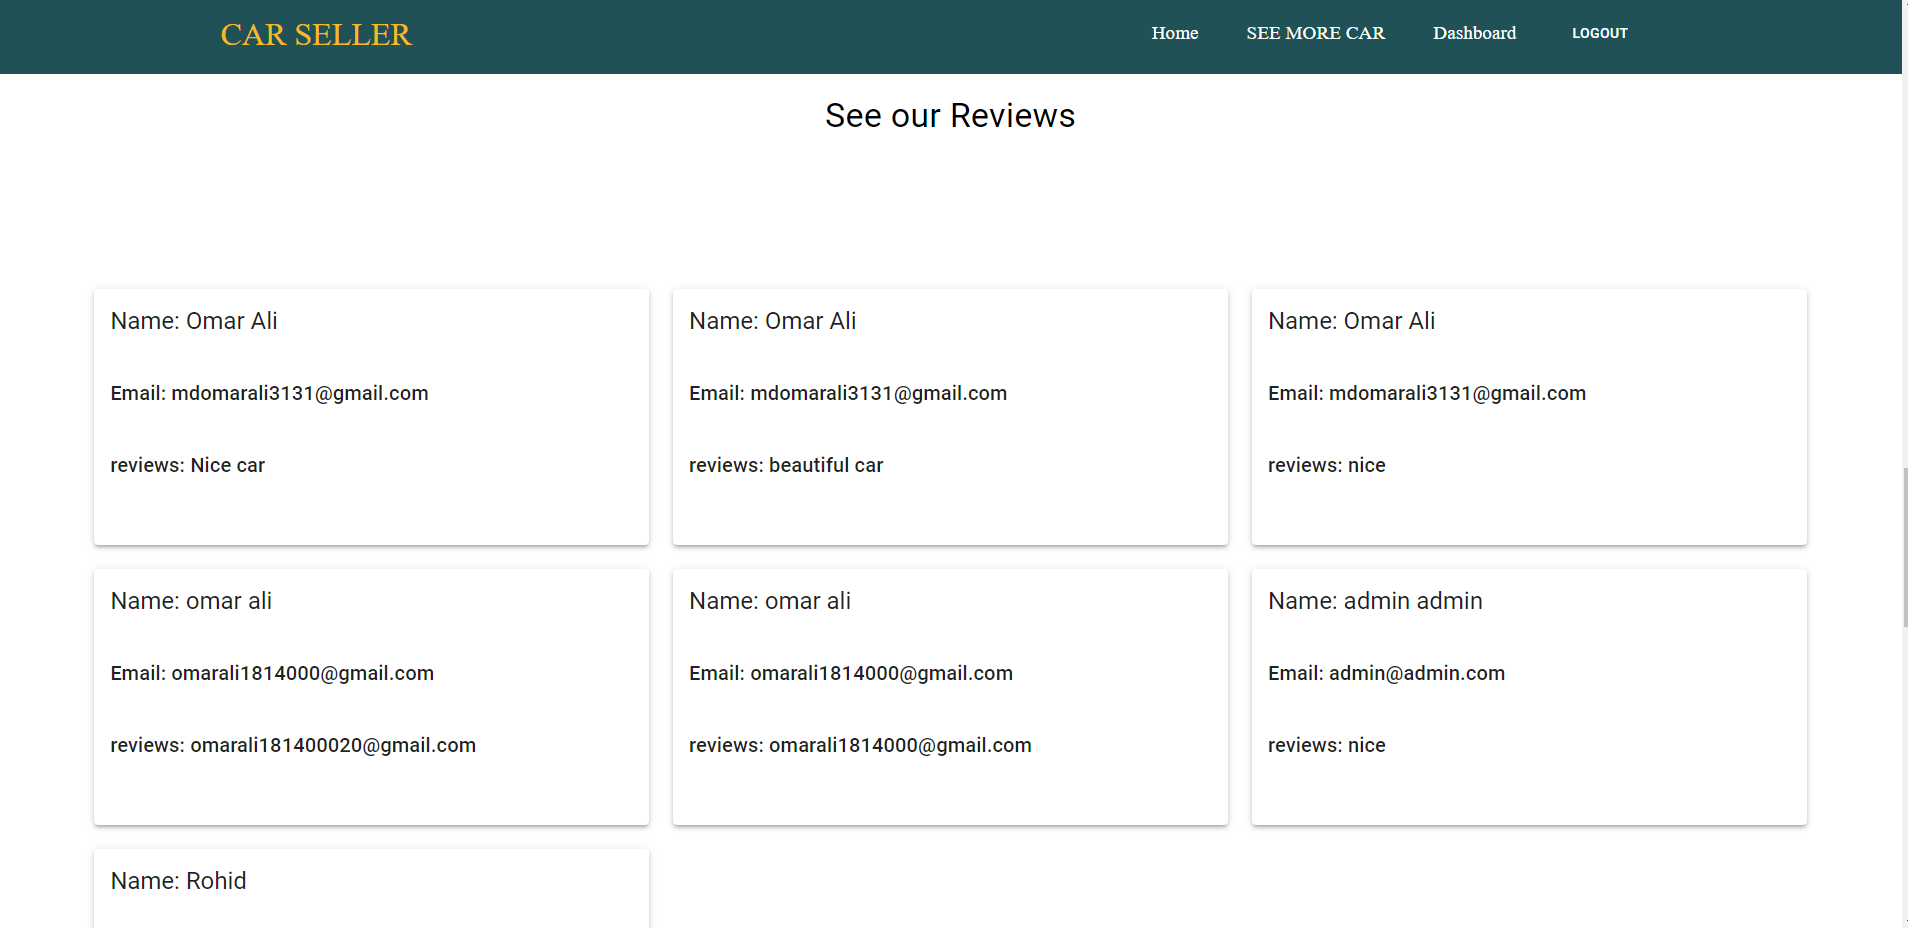 CAR SELLER Home SEE MORE CAR Dashboard LOGOUT
See our Reviews
Name: Omar Ali
Email: mdomarali3131@gmail.com
reviews: Nice car
Name: Omar Ali
Email: mdomarali3131@gmail.com
reviews: beautiful car
Name: Omar Ali
Email: mdomarali3131@gmail.com
reviews: nice
Name: omar ali
Email: omarali1814000@gmail.com
reviews: omarali181400020@gmail.com
Name: omar ali
Email: omarali1814000@gmail.com
reviews: omarali1814000@gmail.com
Name: admin admin
Email: admin@admin.com
reviews: nice
Name: Rohid